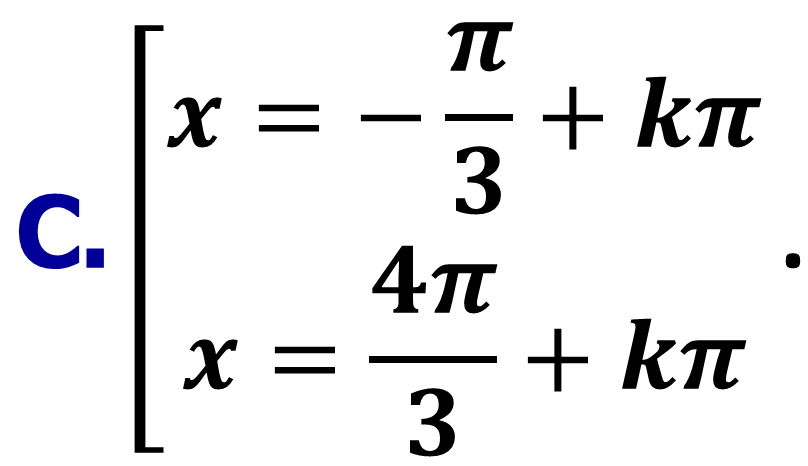 C. [ x = −π/3 + kπ
x = 4π/3 + kπ .